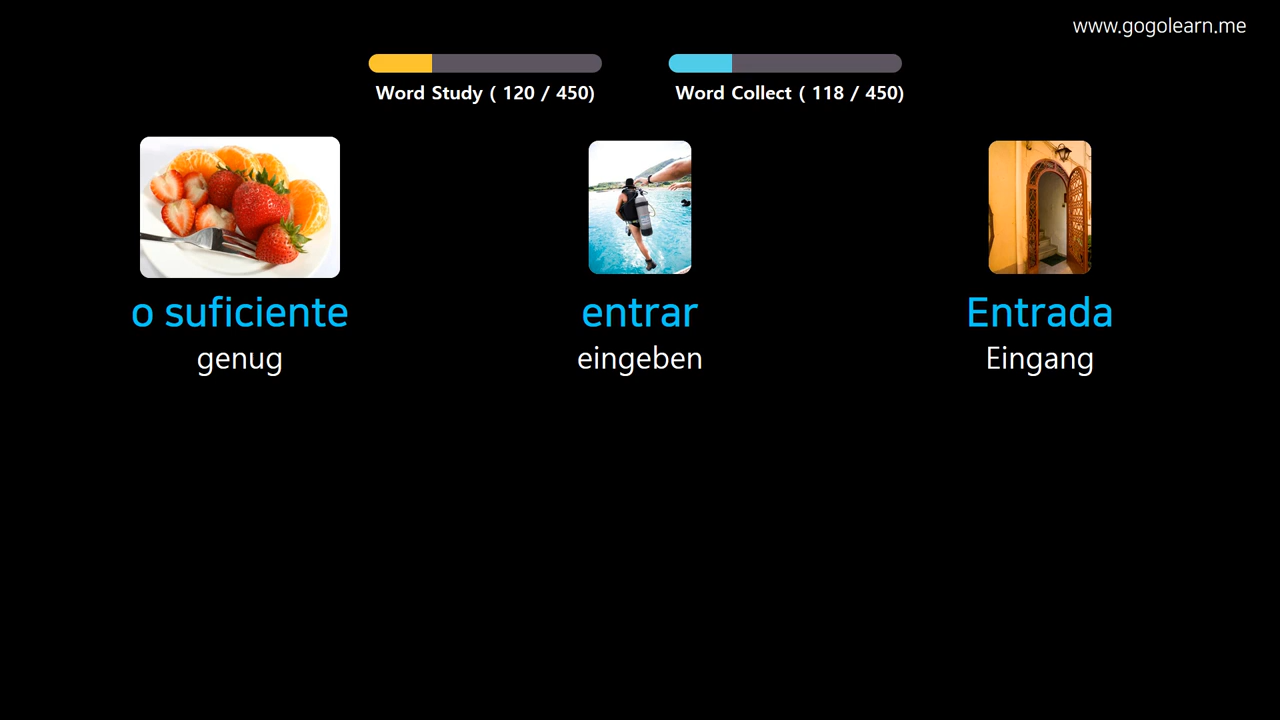 www.gogolearn.me
Word Study ( 120 / 450)
Word Collect ( 118 / 450)
o suficiente
genug
entrar
eingeben
Entrada
Eingang